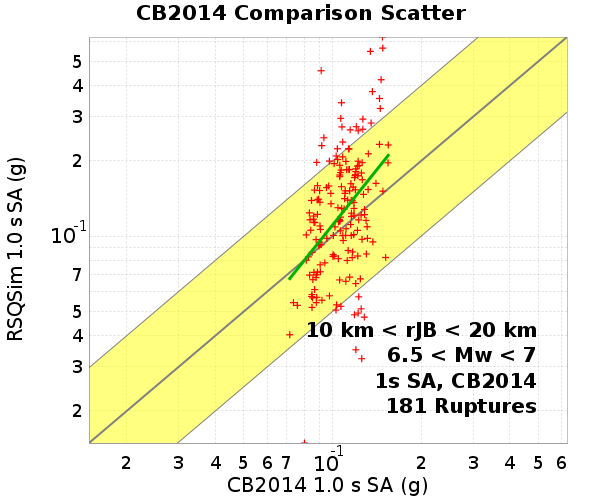 CB2014 Comparison Scatter
RSQSim 1.0 s SA (g)
5
4
3
2
10-1
7
5
4
3
2
10 km < rJB < 20 km
6.5 < Mw < 7
1s SA, CB2014
181 Ruptures
2 3 4 5 6 7 10-1 2 3 4 5 6
CB2014 1.0 s SA (g)